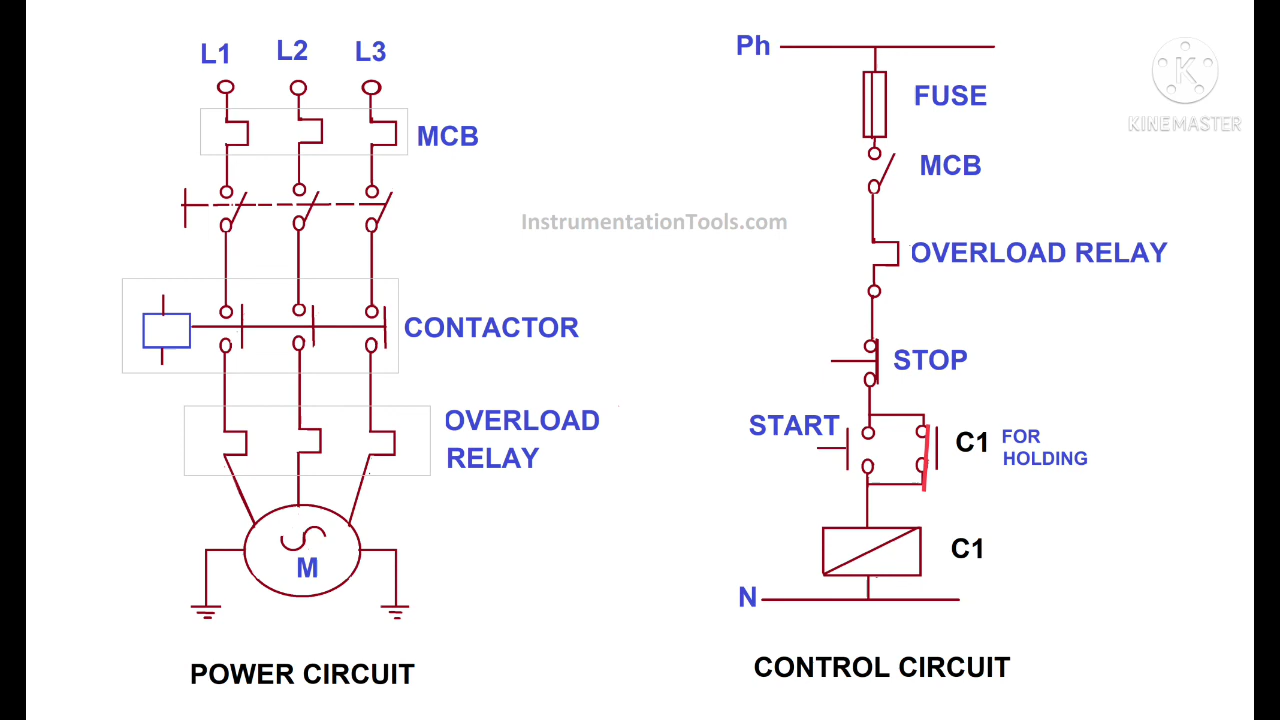 L1 L2 L3
MCB
CONTACTOR
OVERLOAD
RELAY
M
POWER CIRCUIT
Ph
FUSE
MCB
OVERLOAD RELAY
STOP
START
C1 FOR
HOLDING
C1
N
CONTROL CIRCUIT
InstrumentationTools.com
K
KINEMASTER